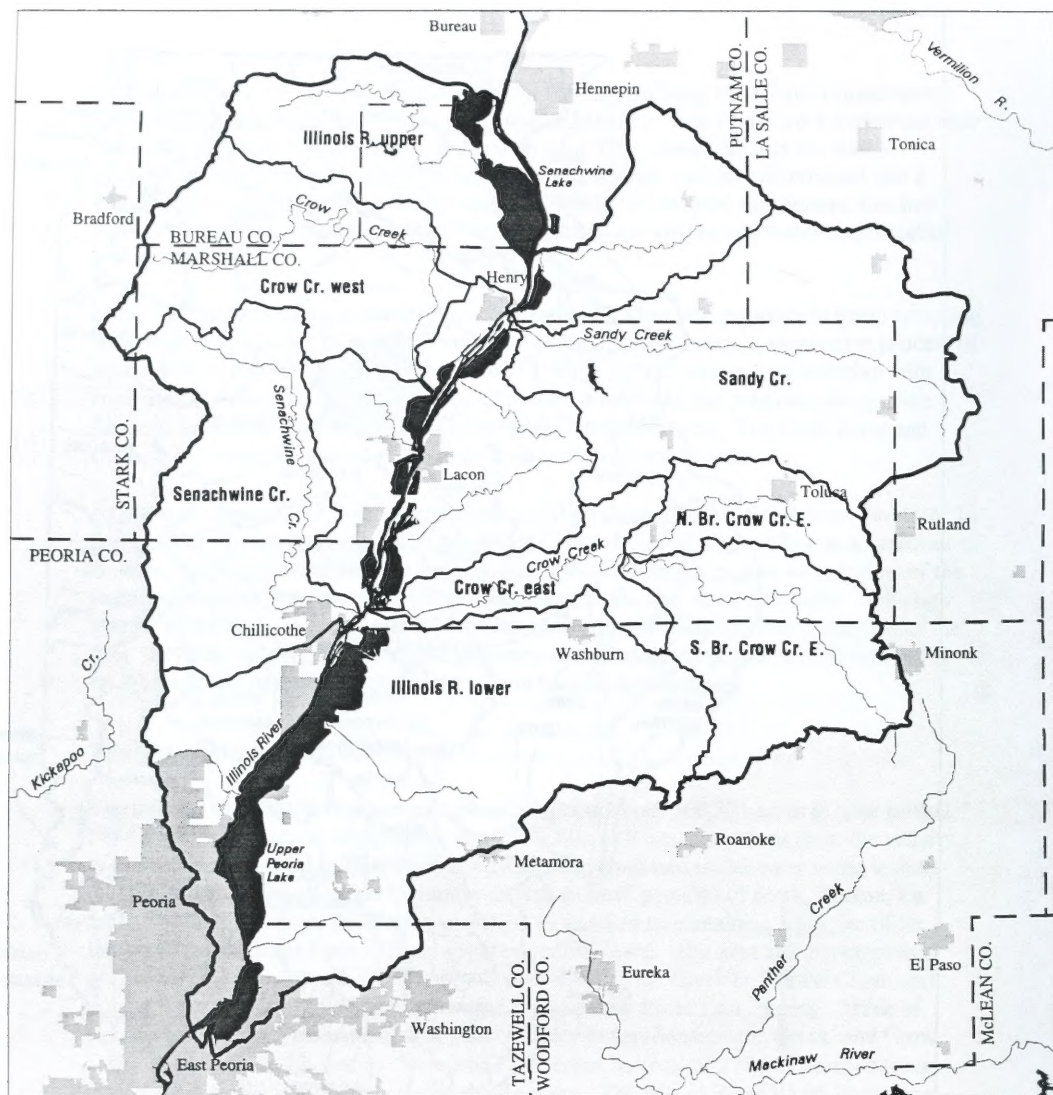 Bureau
Hennepin
PUTNAM CO.
LA SALLE CO.
Vermilion
R.
Tonica
Illinois R. upper
Senachwine
Lake
Bradford
Crow
Creek
BUREAU CO.
MARSHALL CO.
Henry
Crow Cr. west
Sandy Creek
Sandy Cr.
Senachwine
Cr.
STARK CO.
Lacon
Senachwine Cr.
Toluca
N. Br. Crow Cr. E.
Rutland
PEORIA CO.
Crow Creek
Crow Cr. east
Chillicothe
Washburn
S. Br. Crow Cr. E.
Minonk
Cr.
Kickapoo
Illinois R. lower
Illinois River
Upper
Peoria
Lake
Metamora
Roanoke
Peoria
Panther
Creek
El Paso
Eureka
TAZEWELL CO.
WOODFORD CO.
McLEAN CO.
Washington
East Peoria
Mackinaw River